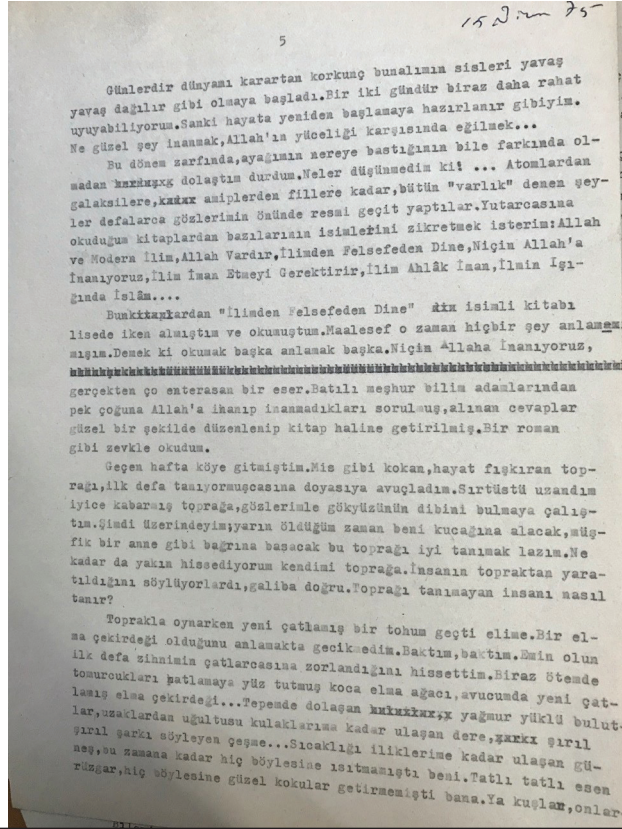 15 Nisan 75
5
Günlerdir dünyamı karartan korkunç bunalımın sisleri yavaş
yavaş dağılır gibi olmaya başladı.Bir iki gündür biraz daha rahat
uyuyabiliyorum.Sanki hayata yeniden başlamaya hazırlanır gibiyim.
Ne güzel şey inanmak,Allah'ın yüceliği karşısında eğilmek...
Bu dönem zarfında,ayağımın nereye bastığının bile farkında ol-
madan dolaştım durdum.Neler düşünmedim ki! ... Atomlardan
galaksilere, amiplerden fillere kadar,bütün "varlık" denen şey-
ler defalarca gözlerimin önünde resmi geçit yaptılar.Yutarcasına
okuduğum kitaplardan bazılarının isimlerini zikretmek isterim:Allah
ve Modern İlim,Allah Vardır,İlimden Felsefeden Dine,Niçin Allah'a
İnanıyoruz,İlim İman Etmeyi Gerektirir,İlim Ahlâk İman,İlmin Işı-
ğında İslâm....
Bunkitaplardan "İlimden Felsefeden Dine" isimli kitabı
lisede iken almıştım ve okumuştum.Maalesef o zaman hiçbir şey anlamam
mışım.Demek ki okumak başka anlamak başka.Niçin Allaha İnanıyoruz,
gerçekten ço enterasan bir eser.Batılı meşhur bilim adamlarından
pek çoğuna Allah'a ihanıp inanmadıkları sorulmuş,alınan cevaplar
güzel bir şekilde düzenlenip kitap haline getirilmiş.Bir roman
gibi zevkle okudum.
Geçen hafta köye gitmiştim.Mis gibi kokan,hayat fışkıran top-
rağı,ilk defa tanıyormuşcasına doyasıya avuçladım.Sırtüstü uzandım
iyice kabarmış toprağa,gözlerimle gökyüzünün dibini bulmaya çalış-
tım.Şimdi üzerindeyim;yarın öldüğüm zaman beni kucağına alacak,müş-
fik bir anne gibi bağrına basacak bu toprağı iyi tanımak lazım.Ne
kadar da yakın hissediyorum kendimi toprağa.İnsanın topraktan yara-
tıldığını söylüyorlardı,galiba doğru.Toprağı tanımayan insanı nasıl
tanır?
Toprakla oynarken yeni çatlamış bir tohum geçti elime.Bir el-
ma çekirdeği olduğunu anlamakta gecikmedim.Baktım,baktım.Emin olun
ilk defa zihnimin çatlarcasına zorlandığını hissettim.Biraz ötemde
tomurcukları patlamaya yüz tutmuş koca elma ağacı,avucumda yeni çat-
lamış elma çekirdeği...Tepemde dolaşan yağmur yüklü bulut-
lar,uzaklardan uğultusu kulaklarıma kadar ulaşan dere, şırıl
şırıl şarkı söyleyen çeşme...Sıcaklığı iliklerime kadar ulaşan gü-
neş,bu zamana kadar hiç böylesine ısıtmamıştı beni.Tatlı tatlı esen
rüzgar,hiç böylesine güzel kokular getirmemişti bana.Ya kuşlar,onlar